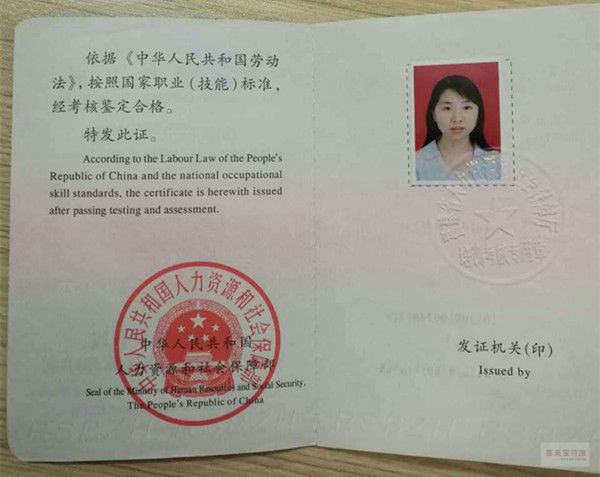 依据《中华人民共和国劳动
法》，按照国家职业(技能)标准，
经考核鉴定合格。
特发此证。
According to the Labour Law of the People's
Republic of China and the national occupational
skill standards, the certificate is herewith issued
after passing testing and assessment.
中华人民共和国人力资源和社会保障部
中华人民共和国
人力资源和社会保障部
Seal of the Ministry of Human Resources and Social Security,
The People's Republic of China
发证机关(印)
Issued by